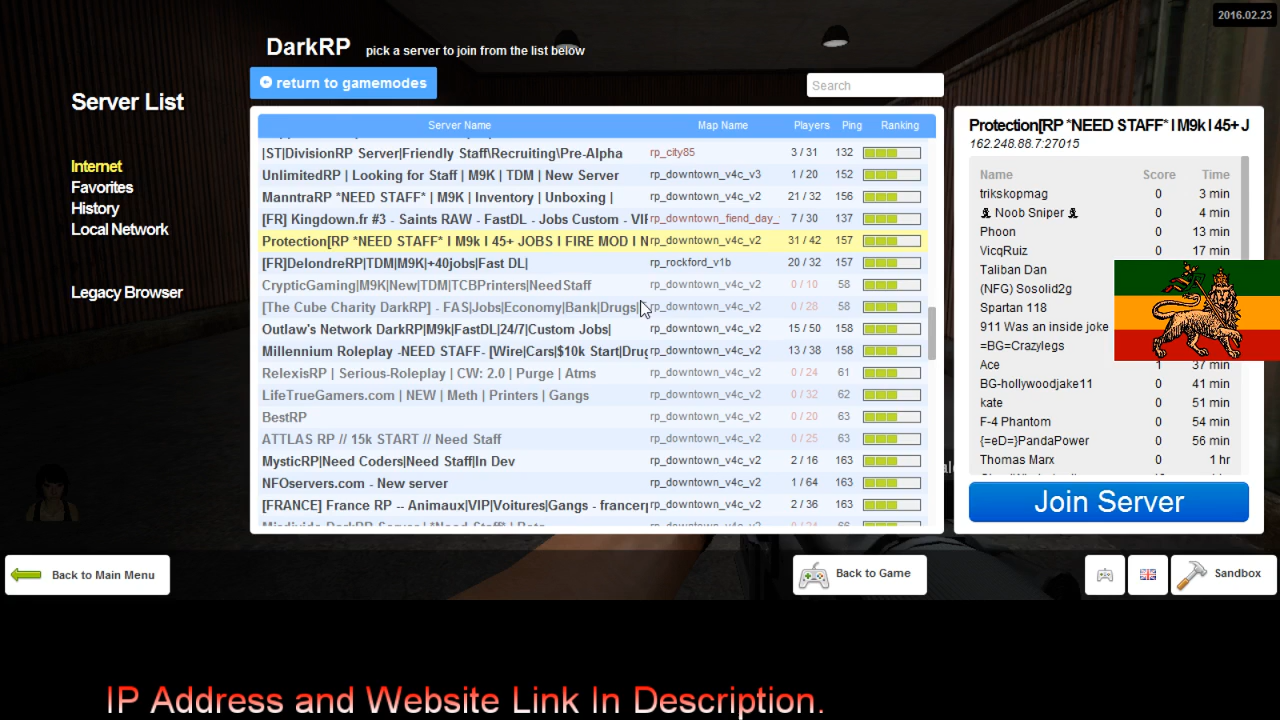 2016.02.23
DarkRP pick a server to join from the list below
return to gamemodes
Search
Server List
Internet
Favorites
History
Local Network
Legacy Browser
Server Name Map Name Players Ping Ranking
|ST|DivisionRP Server|Friendly Staff\Recruiting\Pre-Alpha rp_city85 3 / 31 132
UnlimitedRP | Looking for Staff | M9K | TDM | New Server rp_downtown_v4c_v3 1 / 20 152
ManntraRP *NEED STAFF* | M9K | Inventory | Unboxing | rp_downtown_v4c_v2 21 / 32 156
[FR] Kingdown.fr #3 - Saints RAW - FastDL - Jobs Custom - VI rp_downtown_fiend_day_ 7 / 30 137
Protection[RP *NEED STAFF* I M9k I 45+ JOBS I FIRE MOD I N rp_downtown_v4c_v2 31 / 42 157
[FR]DelondreRP|TDM|M9K|+40jobs|Fast DL| rp_rockford_v1b 20 / 32 157
CrypticGaming|M9K|New|TDM|TCBPrinters|NeedStaff rp_downtown_v4c_v2 0 / 10 58
[The Cube Charity DarkRP] - FAS|Jobs|Economy|Bank|Drugs| rp_downtown_v4c_v2 0 / 28 58
Outlaw's Network DarkRP|M9k|FastDL|24/7|Custom Jobs| rp_downtown_v4c_v2 15 / 50 158
Millennium Roleplay -NEED STAFF- [Wire|Cars|$10k Start|Dru rp_downtown_v4c_v2 13 / 38 158
RelexisRP | Serious-Roleplay | CW: 2.0 | Purge | Atms rp_downtown_v4c_v2 0 / 24 61
LifeTrueGamers.com | NEW | Meth | Printers | Gangs rp_downtown_v4c_v2 0 / 32 62
BestRP rp_downtown_v4c_v2 0 / 20 63
ATTLAS RP // 15k START // Need Staff rp_downtown_v4c_v2 0 / 25 63
MysticRP|Need Coders|Need Staff|In Dev rp_downtown_v4c_v2 2 / 16 163
NFOservers.com - New server rp_downtown_v4c_v2 1 / 64 163
[FRANCE] France RP -- Animaux|VIP|Voitures|Gangs - francer rp_downtown_v4c_v2 2 / 36 163
Protection[RP *NEED STAFF* I M9k I 45+ J
162.248.88.7:27015
Name Score Time
trikskopmag 0 3 min
Noob Sniper 0 4 min
Phoon 0 13 min
VicqRuiz 0 17 min
Taliban Dan
(NFG) Sosolid2g
Spartan 118
911 Was an inside joke
=BG=Crazylegs
Ace 1 37 min
BG-hollywoodjake11 0 41 min
kate 0 51 min
F-4 Phantom 0 54 min
{=eD=}PandaPower 0 56 min
Thomas Marx 0 1 hr
Join Server
Back to Main Menu
Back to Game
Sandbox
IP Address and Website Link In Description.